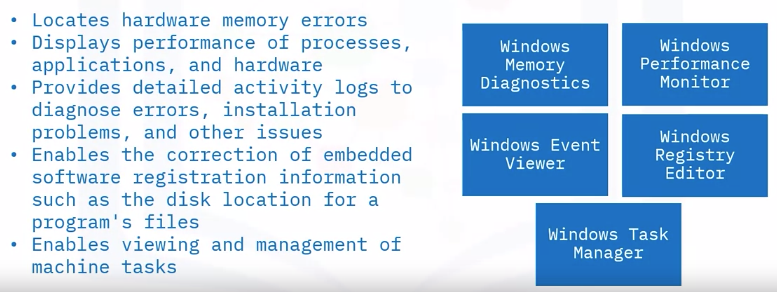 • Locates hardware memory errors
• Displays performance of processes,
applications, and hardware
• Provides detailed activity logs to
diagnose errors, installation
problems, and other issues
• Enables the correction of embedded
software registration information
such as the disk location for a
program's files
• Enables viewing and management of
machine tasks
Windows
Memory
Diagnostics
Windows
Performance
Monitor
Windows Event
Viewer
Windows
Registry
Editor
Windows Task
Manager